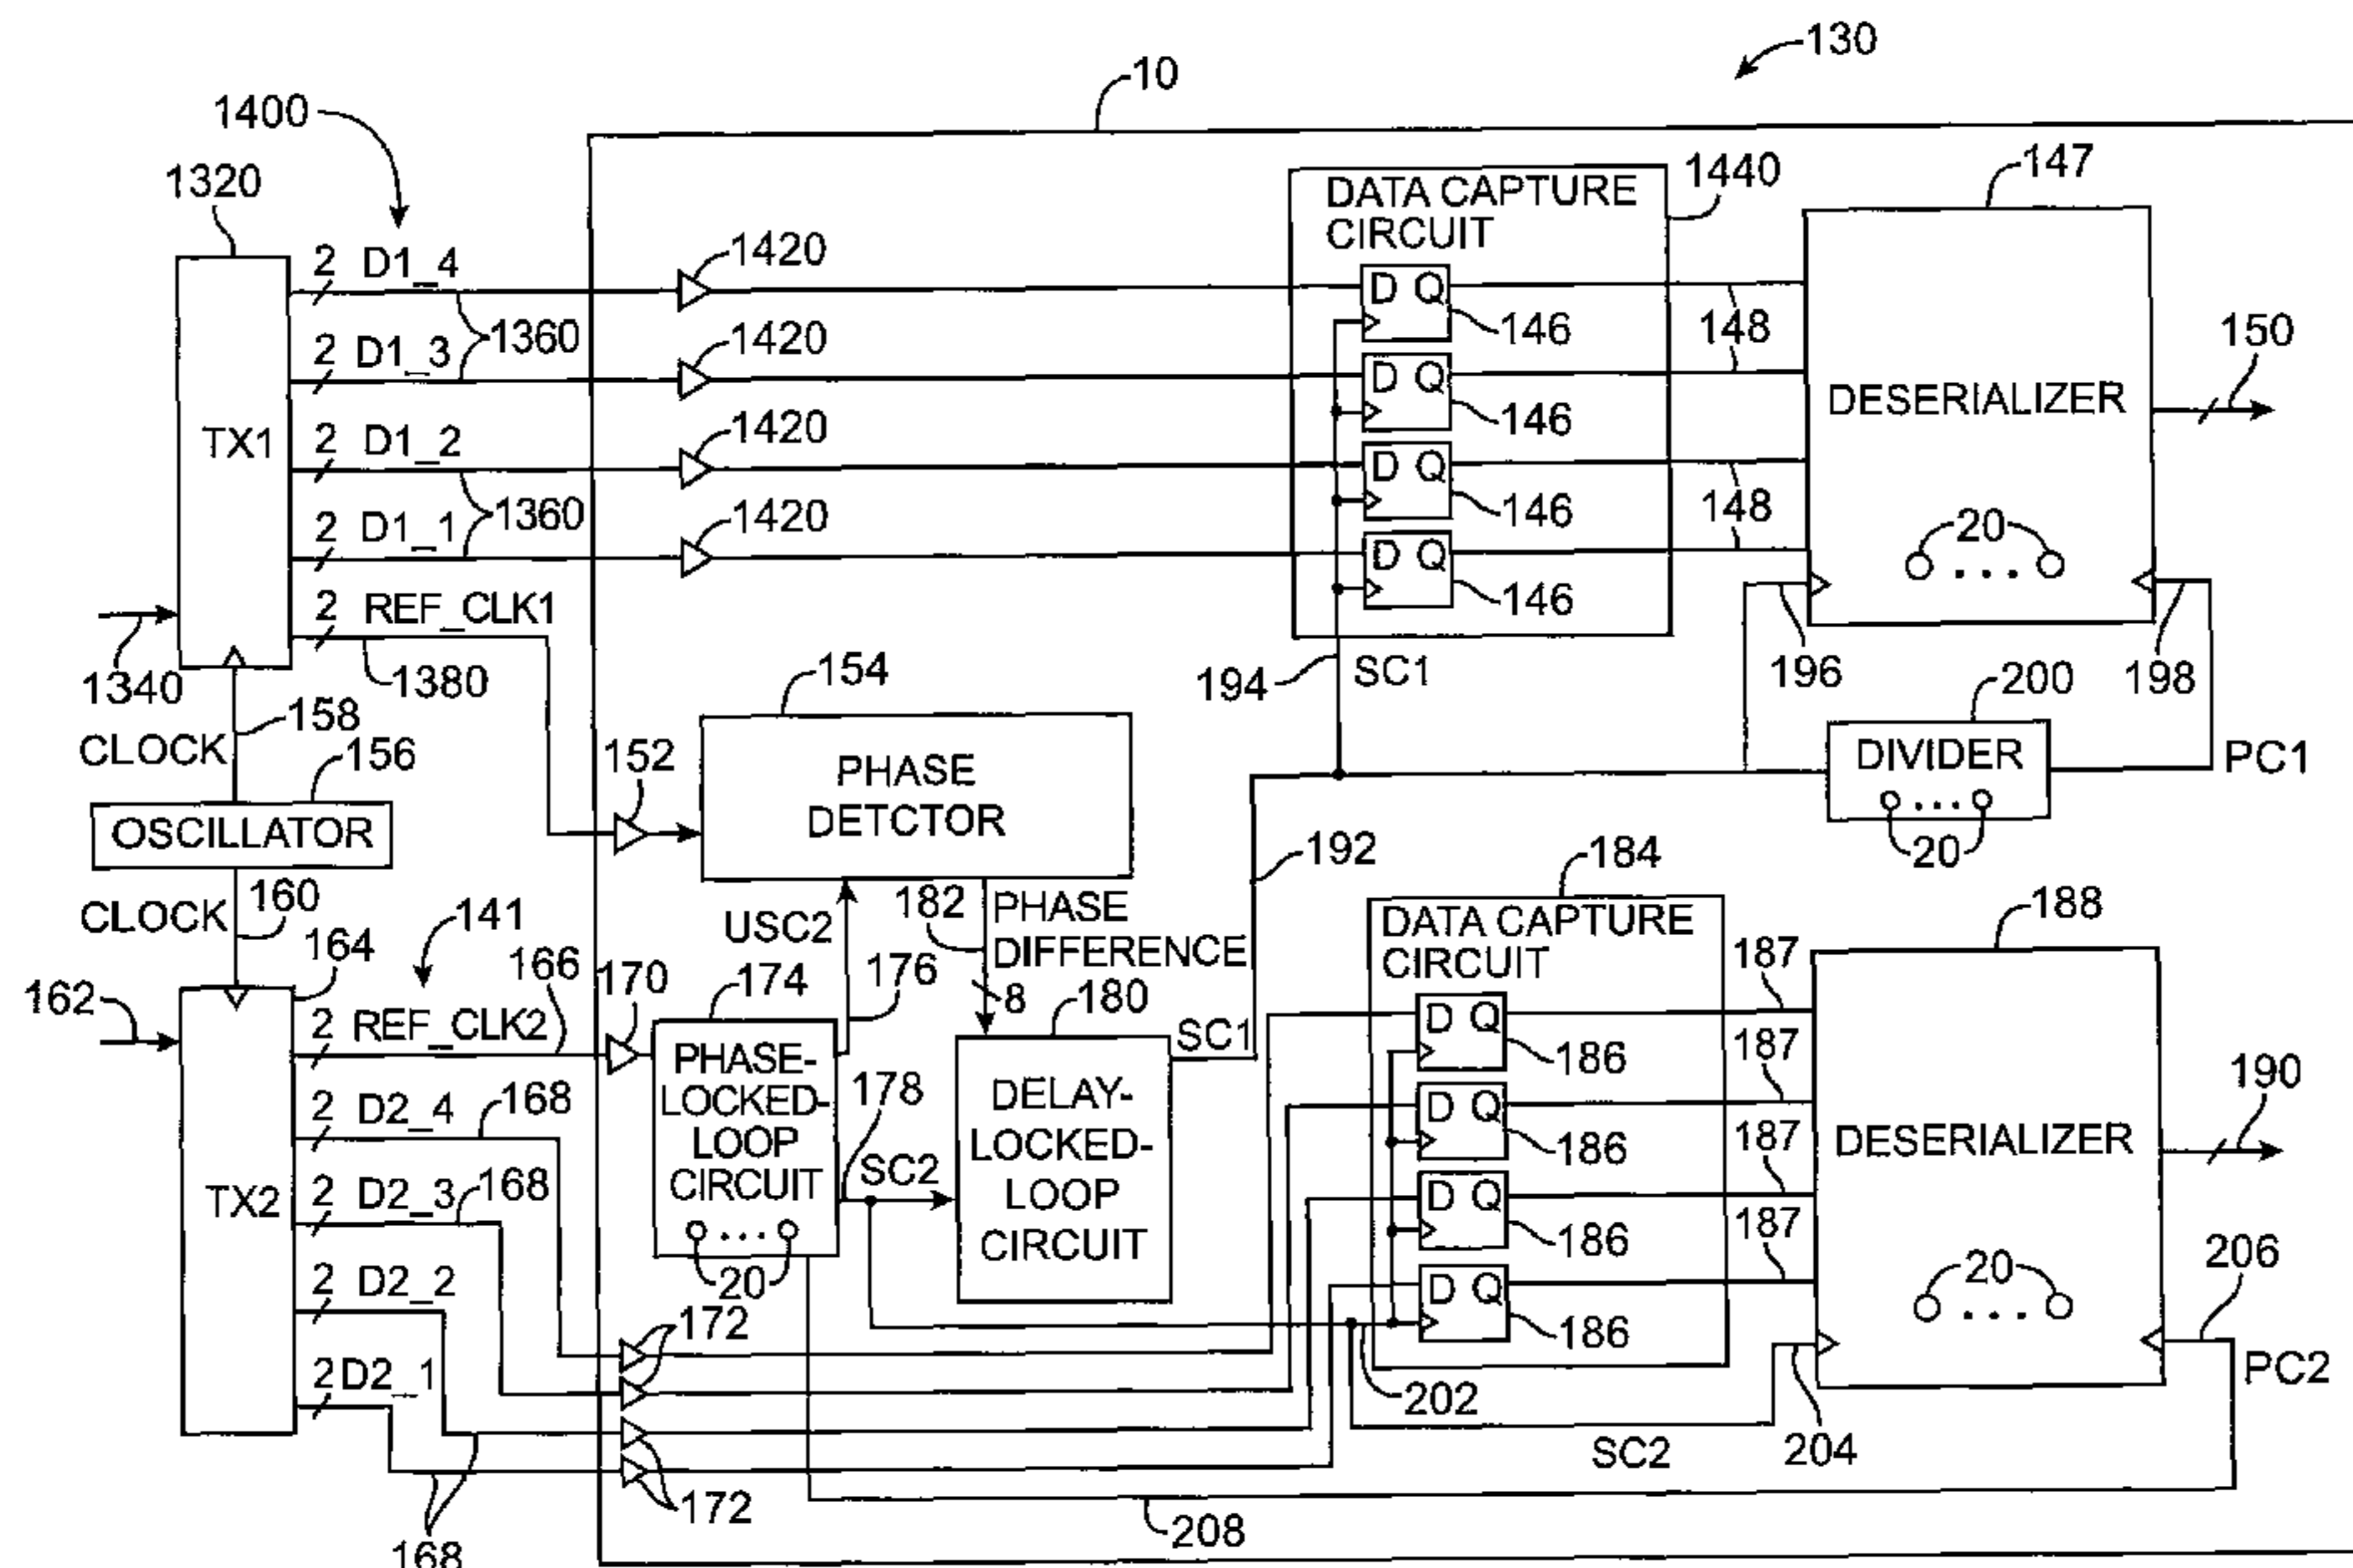 130
10
1400
1320
2 D1_4
1420
1360
2 D1_3
1420
2 D1_2
1420
1360
2 D1_1
1420
2 REF_CLK1
TX1
1340
1380
158
CLOCK
156
OSCILLATOR
CLOCK
160
DATA CAPTURE
CIRCUIT
1440
D Q
146
D Q
146
D Q
146
D Q
146
148
148
147
DESERIALIZER
20
...
150
194
SC1
196
198
200
DIVIDER
...
20
PC1
152
154
PHASE
DETCTOR
USC2
176
182
PHASE
DIFFERENCE
8
192
162
164
141
166
2 REF_CLK2
170
174
PHASE-
LOCKED-
LOOP
CIRCUIT
...
20
178
SC2
180
SC1
DELAY-
LOCKED-
LOOP
CIRCUIT
TX2
2 D2_4
168
2 D2_3
168
2 D2_2
2 D2_1
168
172
172
184
DATA CAPTURE
CIRCUIT
D Q
186
D Q
186
D Q
186
D Q
186
187
187
187
187
188
DESERIALIZER
20
...
190
206
PC2
202
SC2
204
208